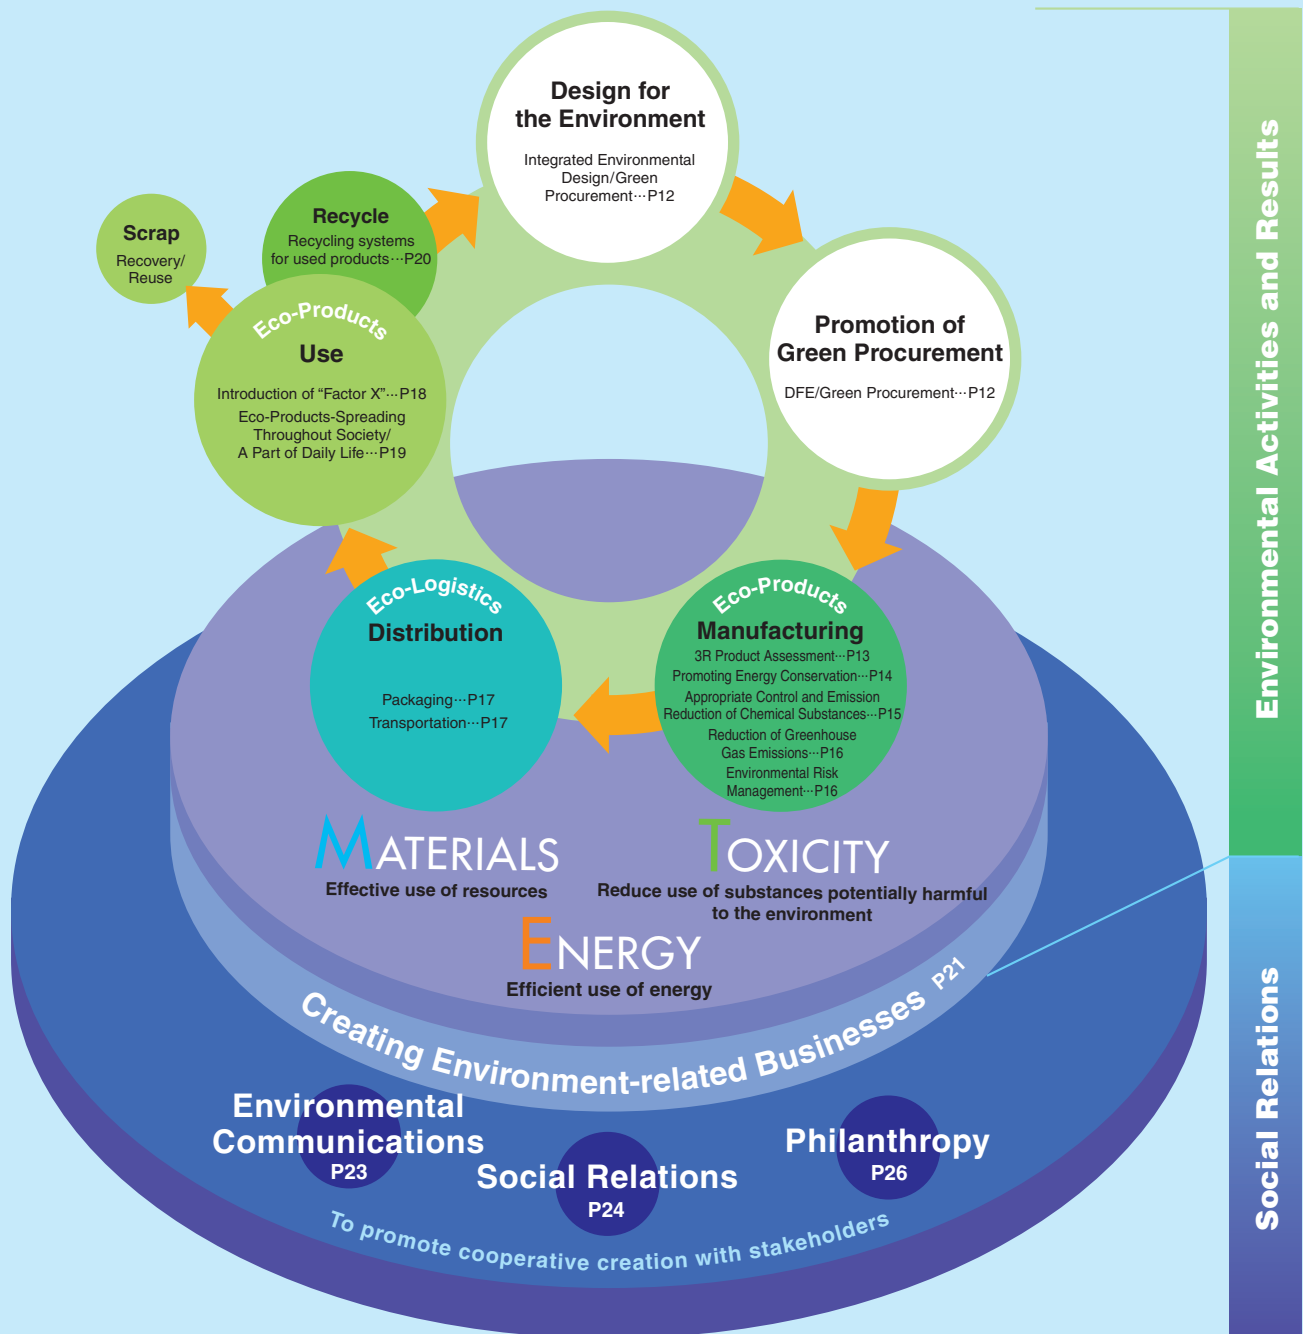 Design for
the Environment
Integrated Environmental
Design/Green
Procurement···P12
Scrap
Recovery/
Reuse
Recycle
Recycling systems
for used products···P20
Eco-Products
Use
Introduction of “Factor X”···P18
Eco-Products-Spreading
Throughout Society/
A Part of Daily Life···P19
Promotion of
Green Procurement
DFE/Green Procurement···P12
Eco-Logistics
Distribution
Packaging···P17
Transportation···P17
Eco-Products
Manufacturing
3R Product Assessment···P13
Promoting Energy Conservation···P14
Appropriate Control and Emission
Reduction of Chemical Substances···P15
Reduction of Greenhouse
Gas Emissions···P16
Environmental Risk
Management···P16
MATERIALS
Effective use of resources
TOXICITY
Reduce use of substances potentially harmful
to the environment
ENERGY
Efficient use of energy
Creating Environment-related Businesses P21
Environmental
Communications
P23
Social Relations
P24
Philanthropy
P26
To promote cooperative creation with stakeholders
Environmental Activities and Results
Social Relations